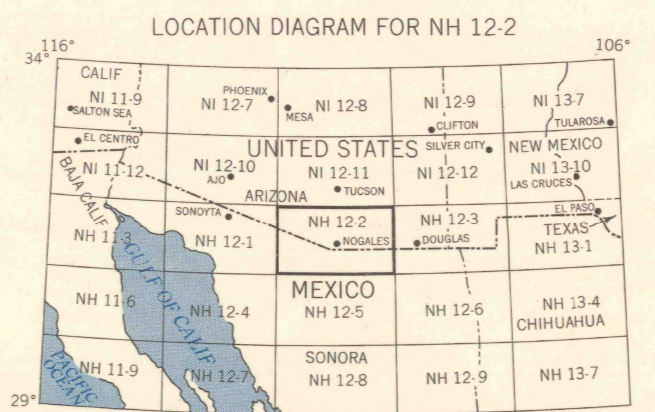 LOCATION DIAGRAM FOR NH 12-2
116°
106°
34°
CALIF
NI 11-9
SALTON SEA
PHOENIX
NI 12-7
MESA
NI 12-8
NI 12-9
CLIFTON
NI 13-7
TULAROSA
EL CENTRO
NI 11-12
NI 12-10
AJO
UNITED STATES
NI 12-11
TUCSON
ARIZONA
SILVER CITY
NI 12-12
NEW MEXICO
NI 13-10
LAS CRUCES
BAJA CALIF
NH 11-3
SONOYTA
NH 12-1
NH 12-2
NOGALES
NH 12-3
DOUGLAS
EL PASO
TEXAS
NH 13-1
GULF OF CALIF
NH 11-6
NH 12-4
MEXICO
NH 12-5
NH 12-6
NH 13-4
CHIHUAHUA
PACIFIC
OCEAN
NH 11-9
NH 12-7
SONORA
NH 12-8
NH 12-9
NH 13-7
29°